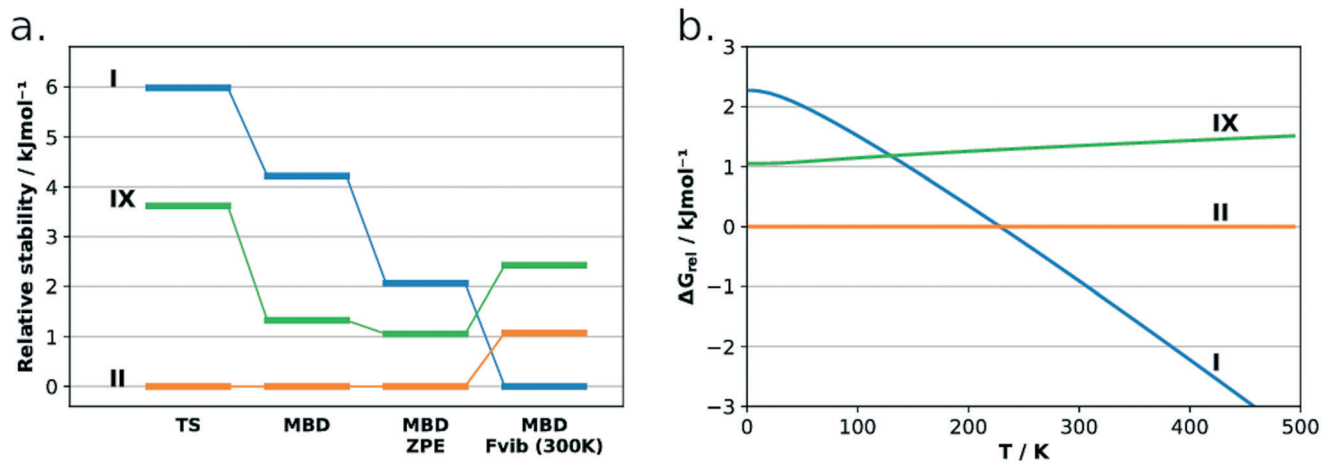 a.
Relative stability / kJmol⁻¹
6
5
4
3
2
1
0
I
IX
II
TS
MBD
MBD
ZPE
MBD
Fvib (300K)
b.
ΔG_rel / kJmol⁻¹
3
2
1
0
−1
−2
−3
IX
II
I
0
100
200
300
400
500
T / K